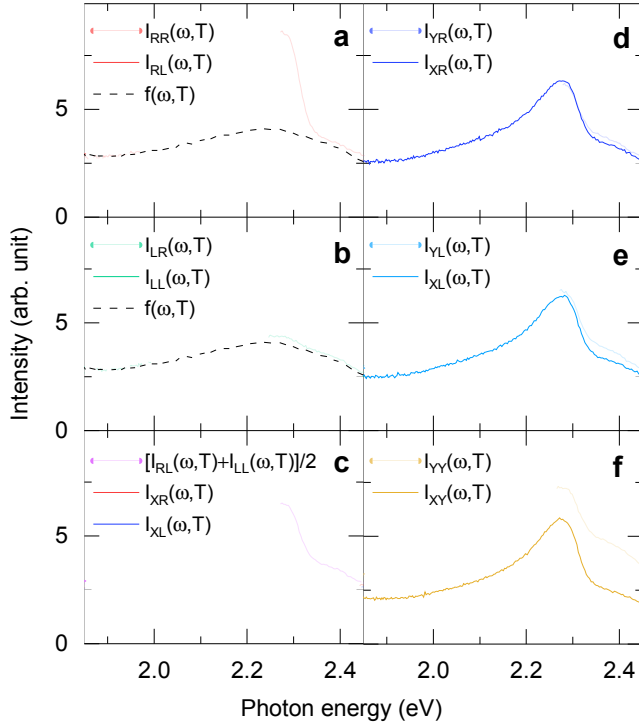 a
I_RR(ω,T)
I_RL(ω,T)
f(ω,T)
5
0
b
I_LR(ω,T)
I_LL(ω,T)
f(ω,T)
5
0
c
[I_RL(ω,T)+I_LL(ω,T)]/2
I_XR(ω,T)
I_XL(ω,T)
5
0
2.0 2.2 2.4
d
I_YR(ω,T)
I_XR(ω,T)
e
I_YL(ω,T)
I_XL(ω,T)
f
I_YY(ω,T)
I_XY(ω,T)
2.0 2.2 2.4
Intensity (arb. unit)
Photon energy (eV)